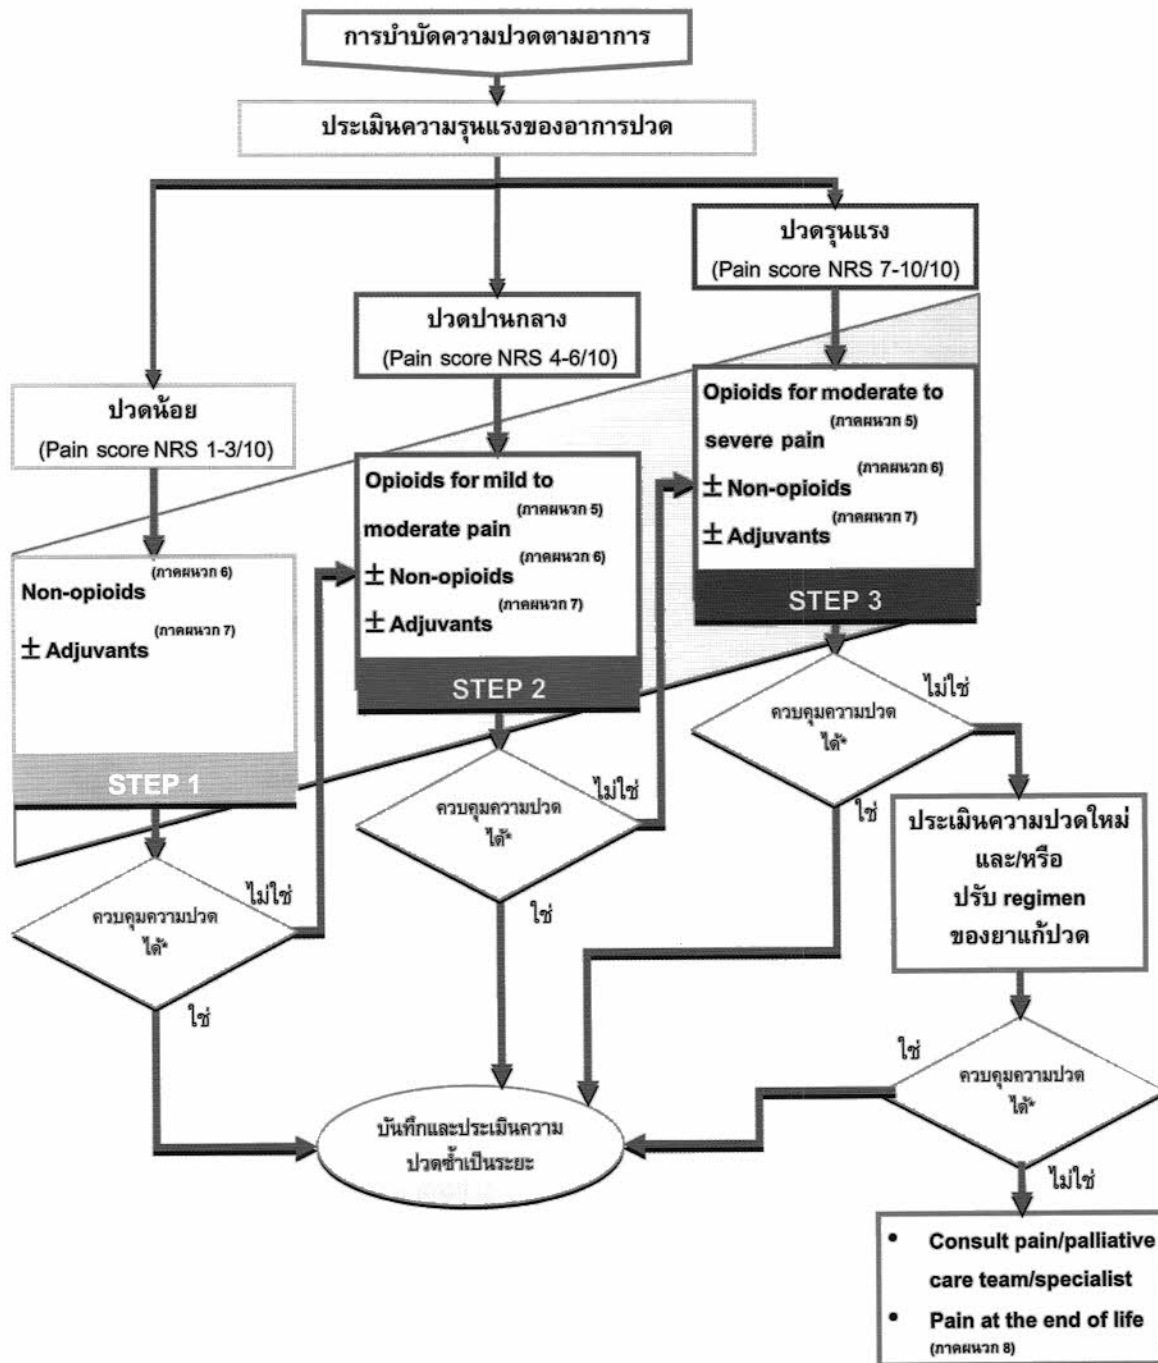 การบำบัดความปวดตามอาการ
ประเมินความรุนแรงของอาการปวด
ปวดรุนแรง
(Pain score NRS 7-10/10)
ปวดปานกลาง
(Pain score NRS 4-6/10)
ปวดน้อย
(Pain score NRS 1-3/10)
Opioids for moderate to
severe pain (ภาคผนวก 5)
± Non-opioids (ภาคผนวก 6)
± Adjuvants (ภาคผนวก 7)
STEP 3
Opioids for mild to
moderate pain (ภาคผนวก 5)
± Non-opioids (ภาคผนวก 6)
± Adjuvants (ภาคผนวก 7)
STEP 2
Non-opioids (ภาคผนวก 6)
± Adjuvants (ภาคผนวก 7)
STEP 1
ควบคุมความปวด
ได้*
ไม่ใช่
ใช่
ควบคุมความปวด
ได้*
ไม่ใช่
ใช่
ควบคุมความปวด
ได้*
ไม่ใช่
ใช่
ประเมินความปวดใหม่
และ/หรือ
ปรับ regimen
ของยาแก้ปวด
ควบคุมความปวด
ได้*
ใช่
ไม่ใช่
บันทึกและประเมินความ
ปวดซ้ำเป็นระยะ
• Consult pain/palliative
care team/specialist
• Pain at the end of life
(ภาคผนวก 8)